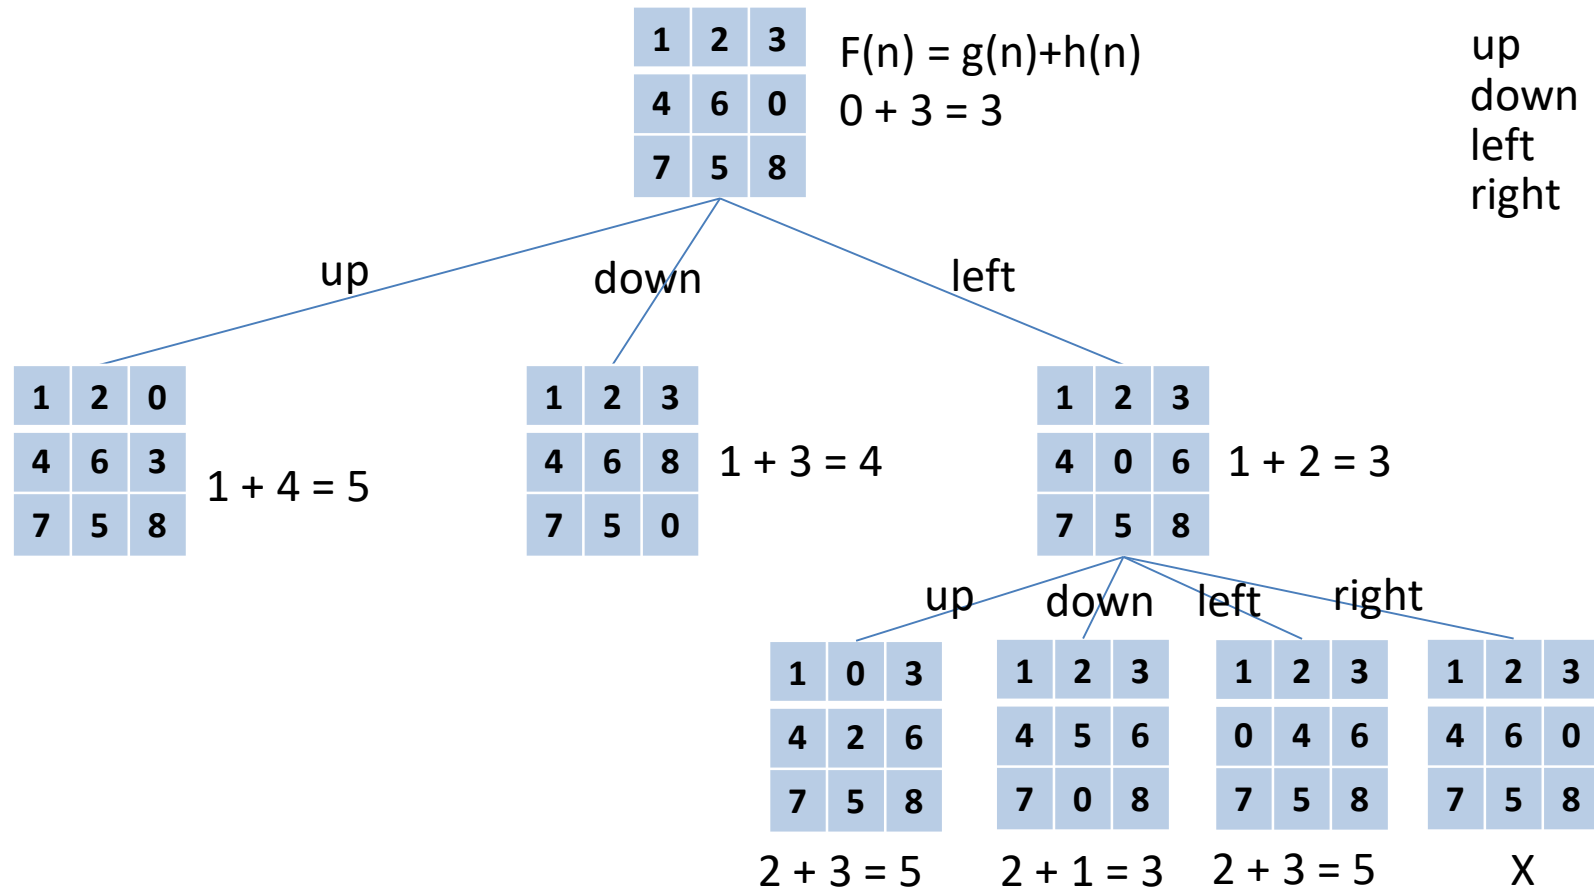 1 2 3
4 6 0
7 5 8
F(n) = g(n)+h(n)
0 + 3 = 3
up
down
left
right
up
down
left
1 2 0
4 6 3
7 5 8
1 + 4 = 5
1 2 3
4 6 8
7 5 0
1 + 3 = 4
1 2 3
4 0 6
7 5 8
1 + 2 = 3
up
down
left
right
1 0 3
4 2 6
7 5 8
2 + 3 = 5
1 2 3
4 5 6
7 0 8
2 + 1 = 3
1 2 3
0 4 6
7 5 8
2 + 3 = 5
1 2 3
4 6 0
7 5 8
X